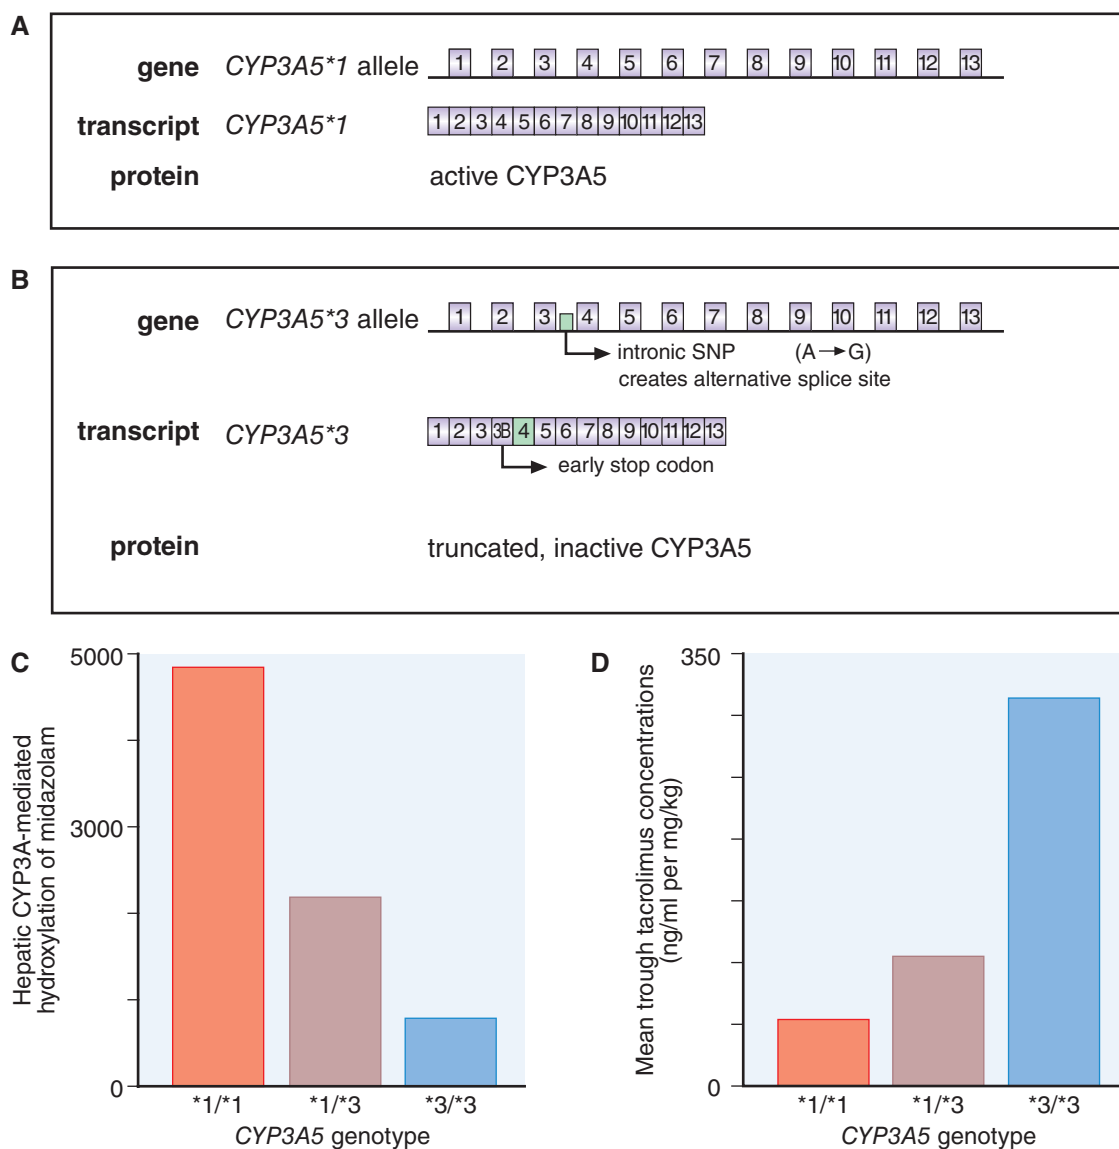 A
gene CYP3A5*1 allele 1 2 3 4 5 6 7 8 9 10 11 12 13
transcript CYP3A5*1 1 2 3 4 5 6 7 8 9 10 11 12 13
protein active CYP3A5
B
gene CYP3A5*3 allele 1 2 3 4 5 6 7 8 9 10 11 12 13
intronic SNP (A→G)
creates alternative splice site
transcript CYP3A5*3 1 2 3 3B 4 5 6 7 8 9 10 11 12 13
early stop codon
protein truncated, inactive CYP3A5
C
Hepatic CYP3A-mediated
hydroxylation of midazolam
5000
3000
0
*1/*1 *1/*3 *3/*3
CYP3A5 genotype
D
Mean trough tacrolimus concentrations
(ng/ml per mg/kg)
350
0
*1/*1 *1/*3 *3/*3
CYP3A5 genotype